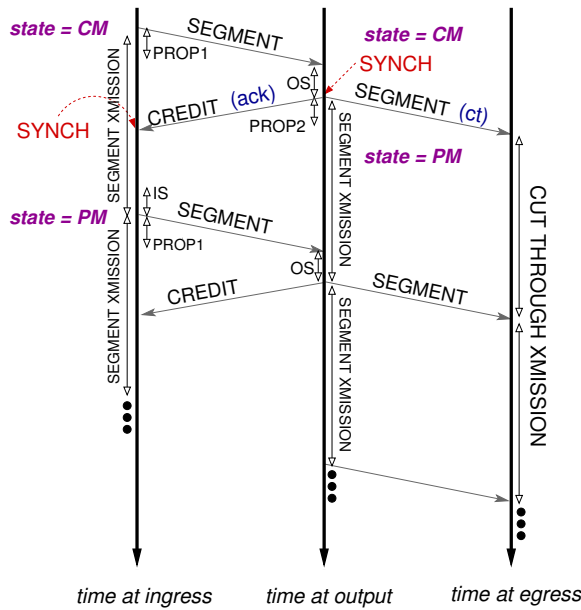 state = CM
state = CM
SEGMENT
PROP1
SYNCH
OS
CREDIT (ack)
SEGMENT (ct)
SYNCH
PROP2
SEGMENT XMISSION
SEGMENT XMISSION
state = PM
IS
state = PM
SEGMENT
PROP1
OS
CREDIT
SEGMENT
CUT THROUGH XMISSION
SEGMENT XMISSION
SEGMENT XMISSION
time at ingress
time at output
time at egress